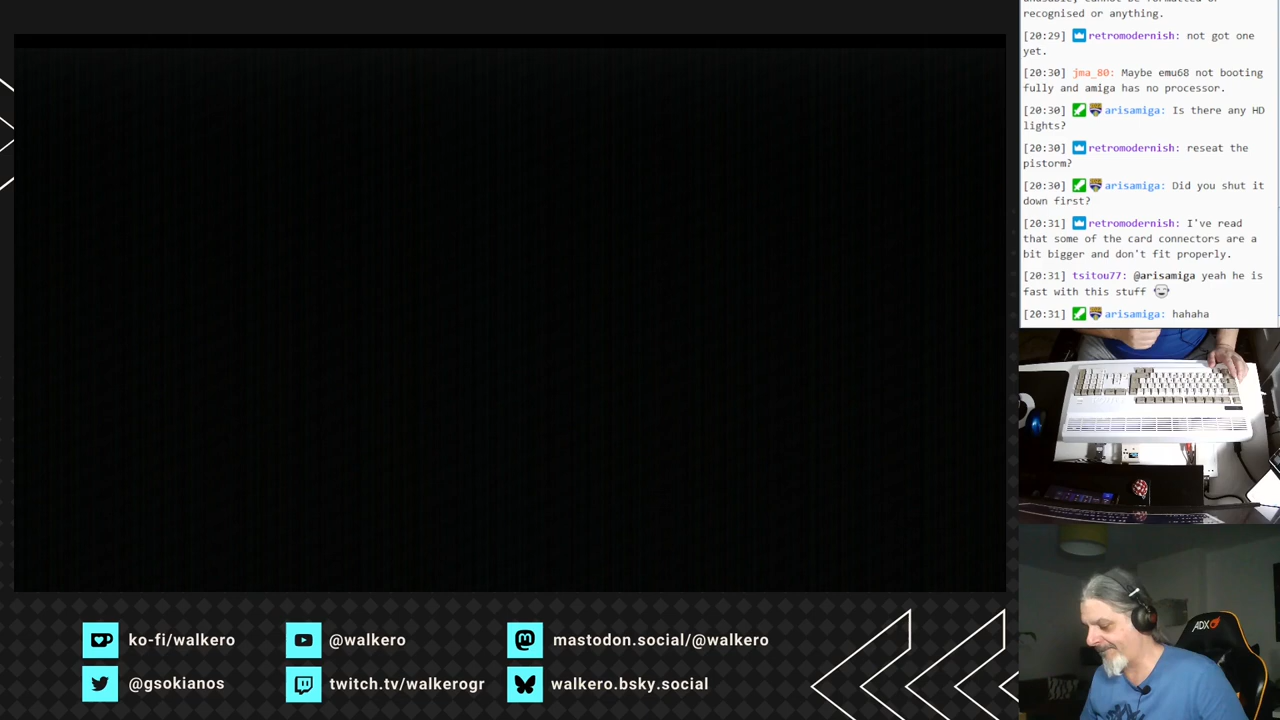 recognised or anything.
[20:29] retromodernish: not got one
yet.
[20:30] jma_80: Maybe emu68 not booting
fully and amiga has no processor.
[20:30] arisamiga: Is there any HD
lights?
[20:30] retromodernish: reseat the
pistorm?
[20:30] arisamiga: Did you shut it
down first?
[20:31] retromodernish: I've read
that some of the card connectors are a
bit bigger and don't fit properly.
[20:31] tsitou77: @arisamiga yeah he is
fast with this stuff
[20:31] arisamiga: hahaha
ADX
ko-fi/walkero
@walkero
mastodon.social/@walkero
@gsokianos
twitch.tv/walkerogr
walkero.bsky.social